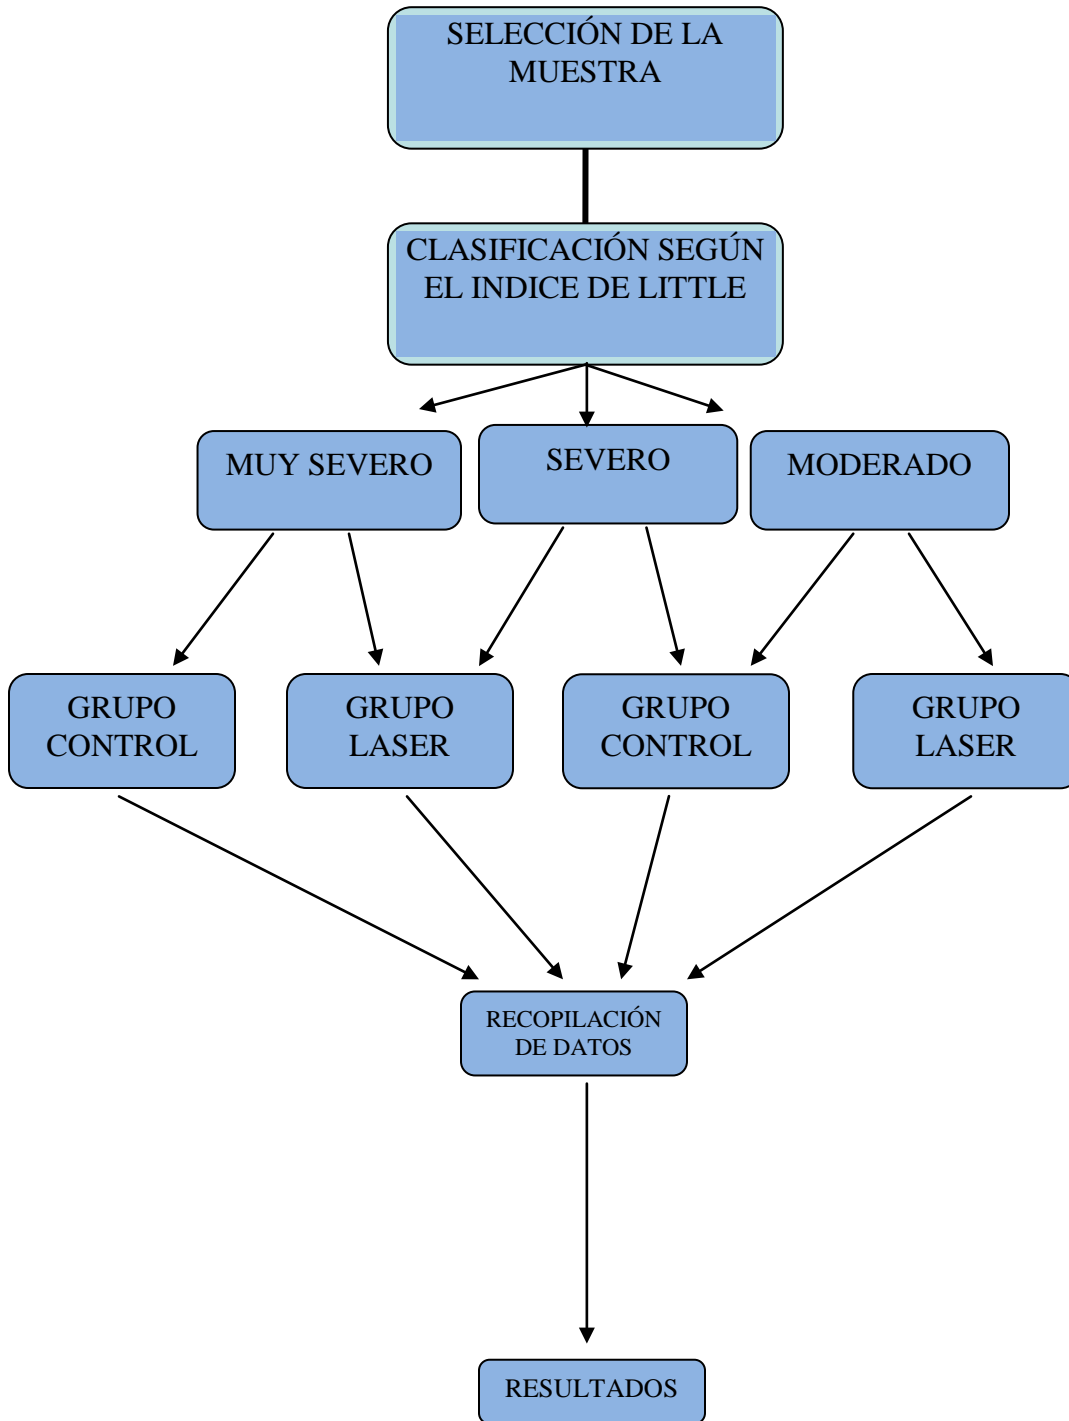 SELECCIÓN DE LA
MUESTRA
CLASIFICACIÓN SEGÚN
EL INDICE DE LITTLE
MUY SEVERO
SEVERO
MODERADO
GRUPO
CONTROL
GRUPO
LASER
GRUPO
CONTROL
GRUPO
LASER
RECOPILACIÓN
DE DATOS
RESULTADOS